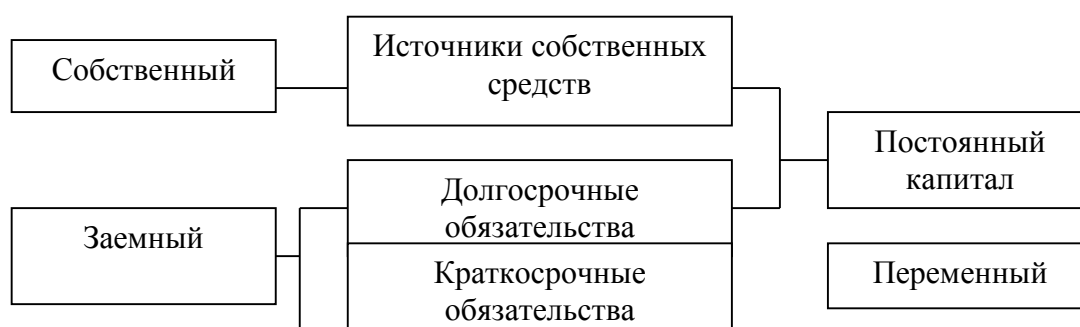 Собственный
Источники собственных
средств
Постоянный
капитал
Долгосрочные
обязательства
Заемный
Краткосрочные
обязательства
Переменный